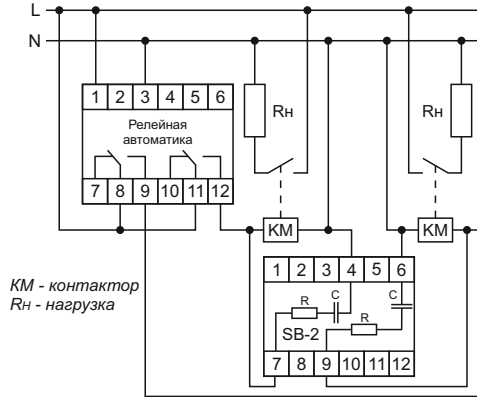 L
N
1 2 3 4 5 6
Релейная
автоматика
7 8 9 10 11 12
Rн
Rн
КМ
КМ
КМ - контактор
Rн - нагрузка
1 2 3 4 5 6
R
C
C
R
SB-2
7 8 9 10 11 12